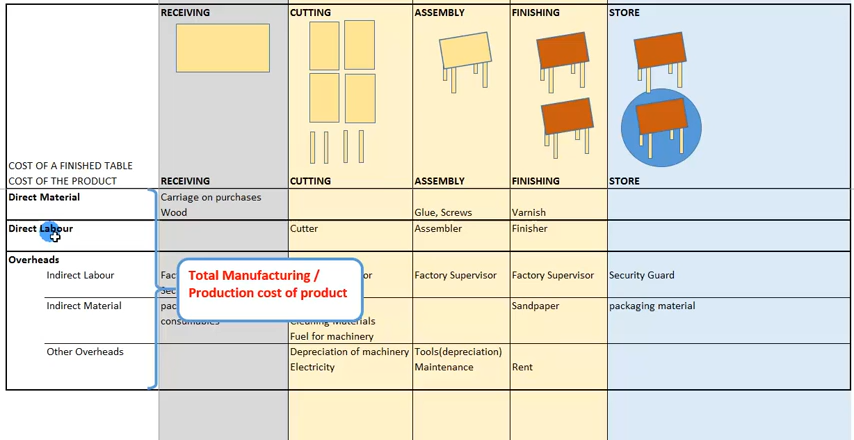 RECEIVING CUTTING ASSEMBLY FINISHING STORE
COST OF A FINISHED TABLE
COST OF THE PRODUCT RECEIVING CUTTING ASSEMBLY FINISHING STORE
Direct Material Carriage on purchases
Wood Glue, Screws Varnish
Direct Labour Cutter Assembler Finisher
Overheads
Indirect Labour Factory Supervisor Factory Supervisor Security Guard
Total Manufacturing /
Production cost of product
Indirect Material Sandpaper packaging material
consumables Cleaning Materials
Fuel for machinery
Other Overheads Depreciation of machinery Tools(depreciation)
Electricity Maintenance Rent